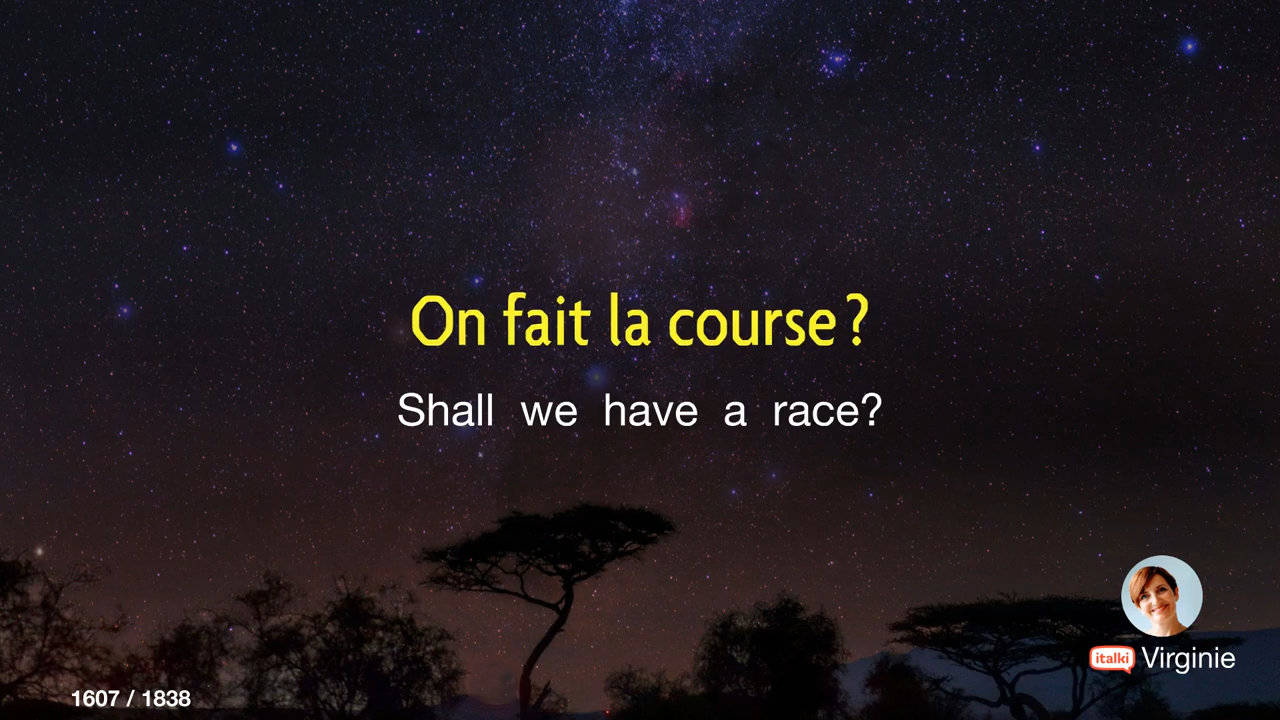 On fait la course ?
Shall we have a race?
italki Virginie
1607 / 1838